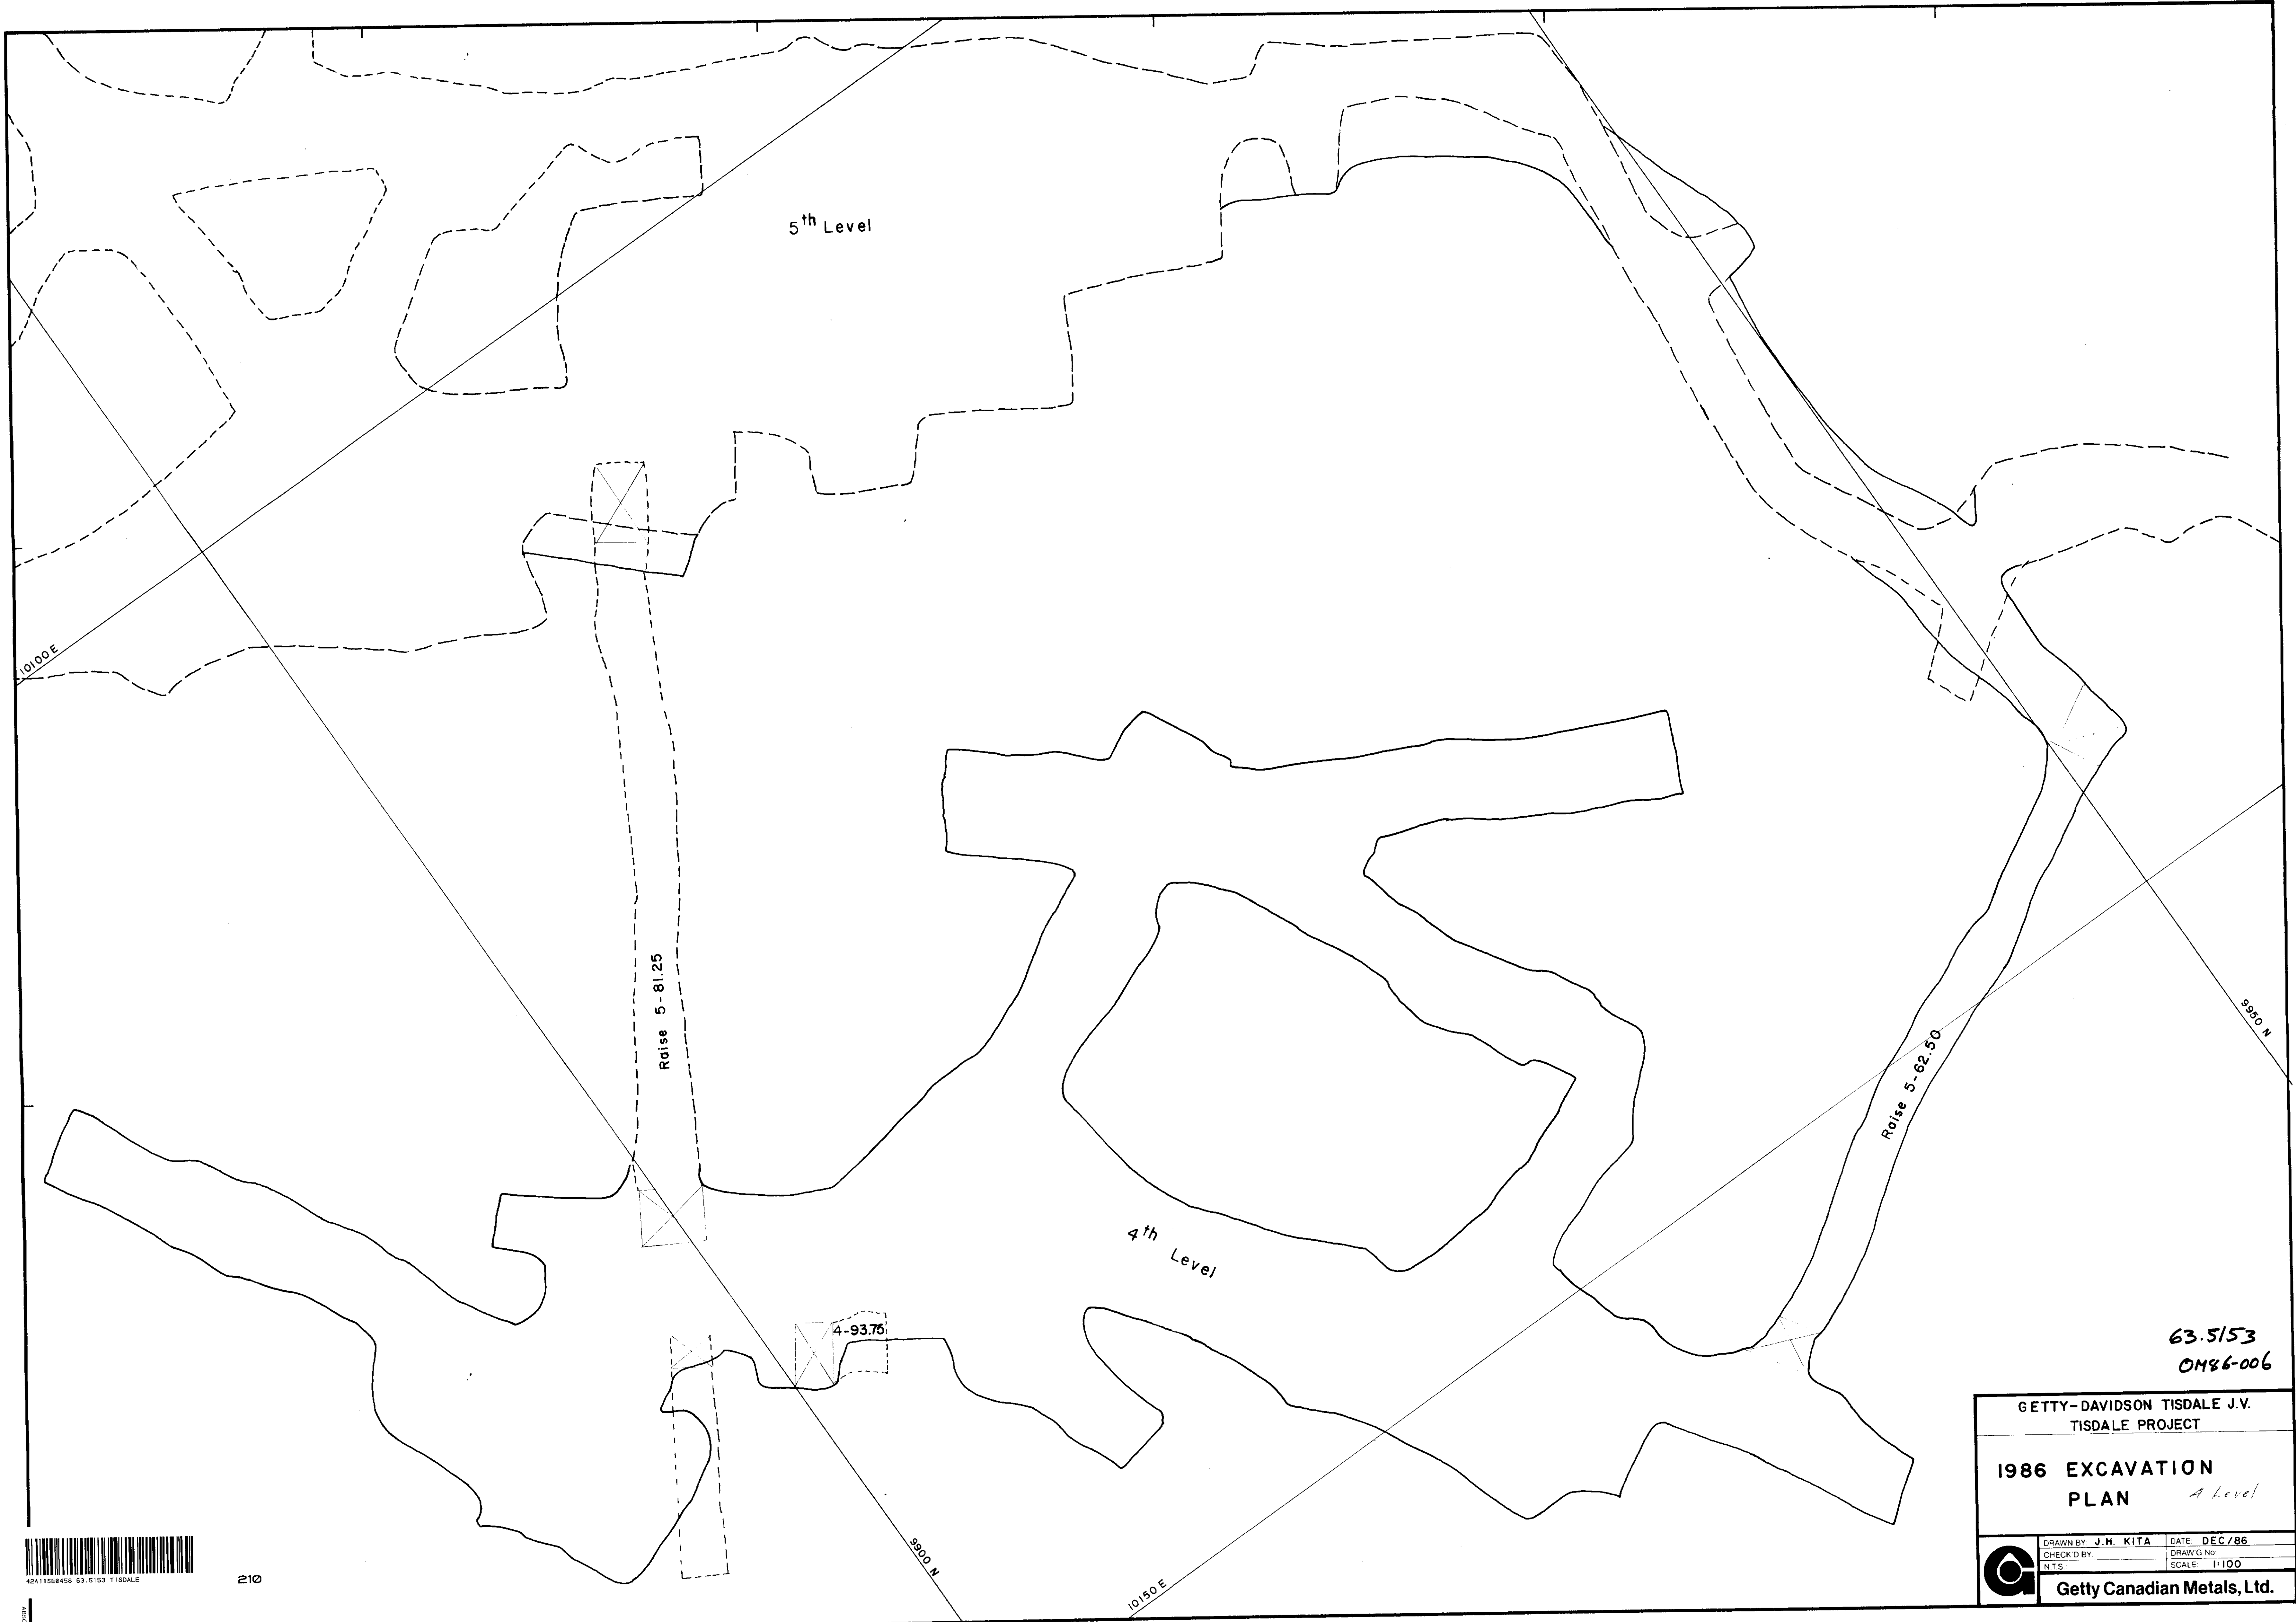 5th Level
10100 E
Raise 5-81.25
9950 N
Raise 5-62.50
4th
Level
4-93.75
63.5153
OM86-006
GETTY-DAVIDSON TISDALE J.V.
TISDALE PROJECT
1986 EXCAVATION
PLAN
4 Level
DRAWN BY: J.H. KITA
DATE: DEC/86
CHECK'D BY:
DRAW'G No:
N.T.S.
SCALE: 1:100
Getty Canadian Metals, Ltd.
9900 N
10150 E
42A11SE0458 63.5153 TISDALE
210